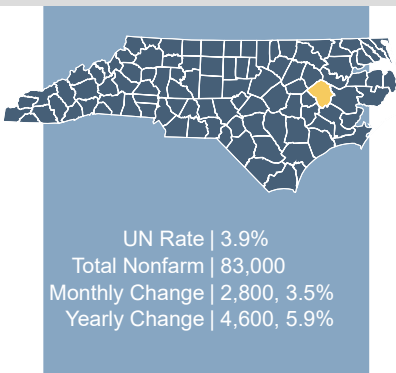 UN Rate | 3.9%
Total Nonfarm | 83,000
Monthly Change | 2,800, 3.5%
Yearly Change | 4,600, 5.9%